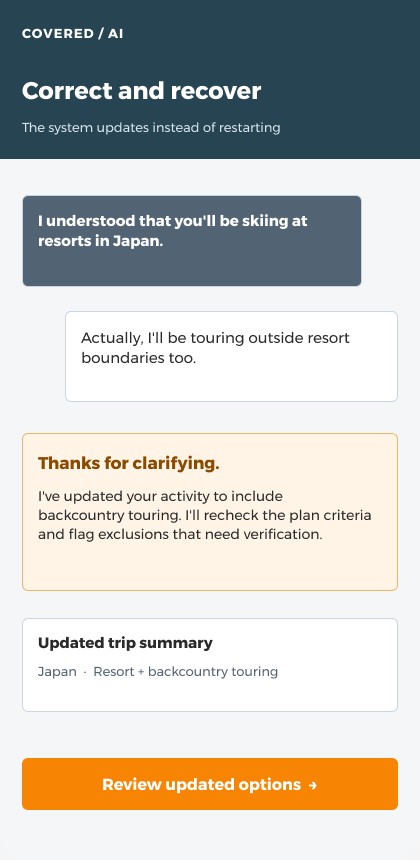 COVERED / AI
Correct and recover
The system updates instead of restarting
I understood that you'll be skiing at
resorts in Japan.
Actually, I'll be touring outside resort
boundaries too.
Thanks for clarifying.
I've updated your activity to include
backcountry touring. I'll recheck the plan criteria
and flag exclusions that need verification.
Updated trip summary
Japan · Resort + backcountry touring
Review updated options →